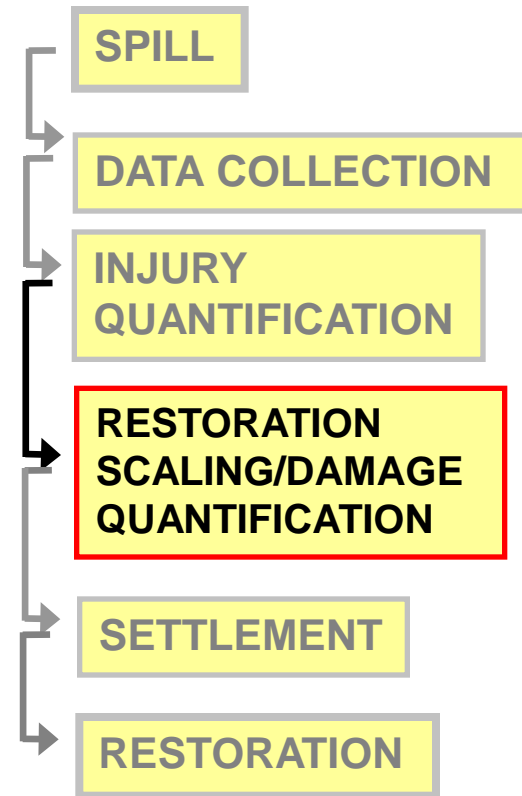 SPILL
DATA COLLECTION
INJURY
QUANTIFICATION
RESTORATION
SCALING/DAMAGE
QUANTIFICATION
SETTLEMENT
RESTORATION